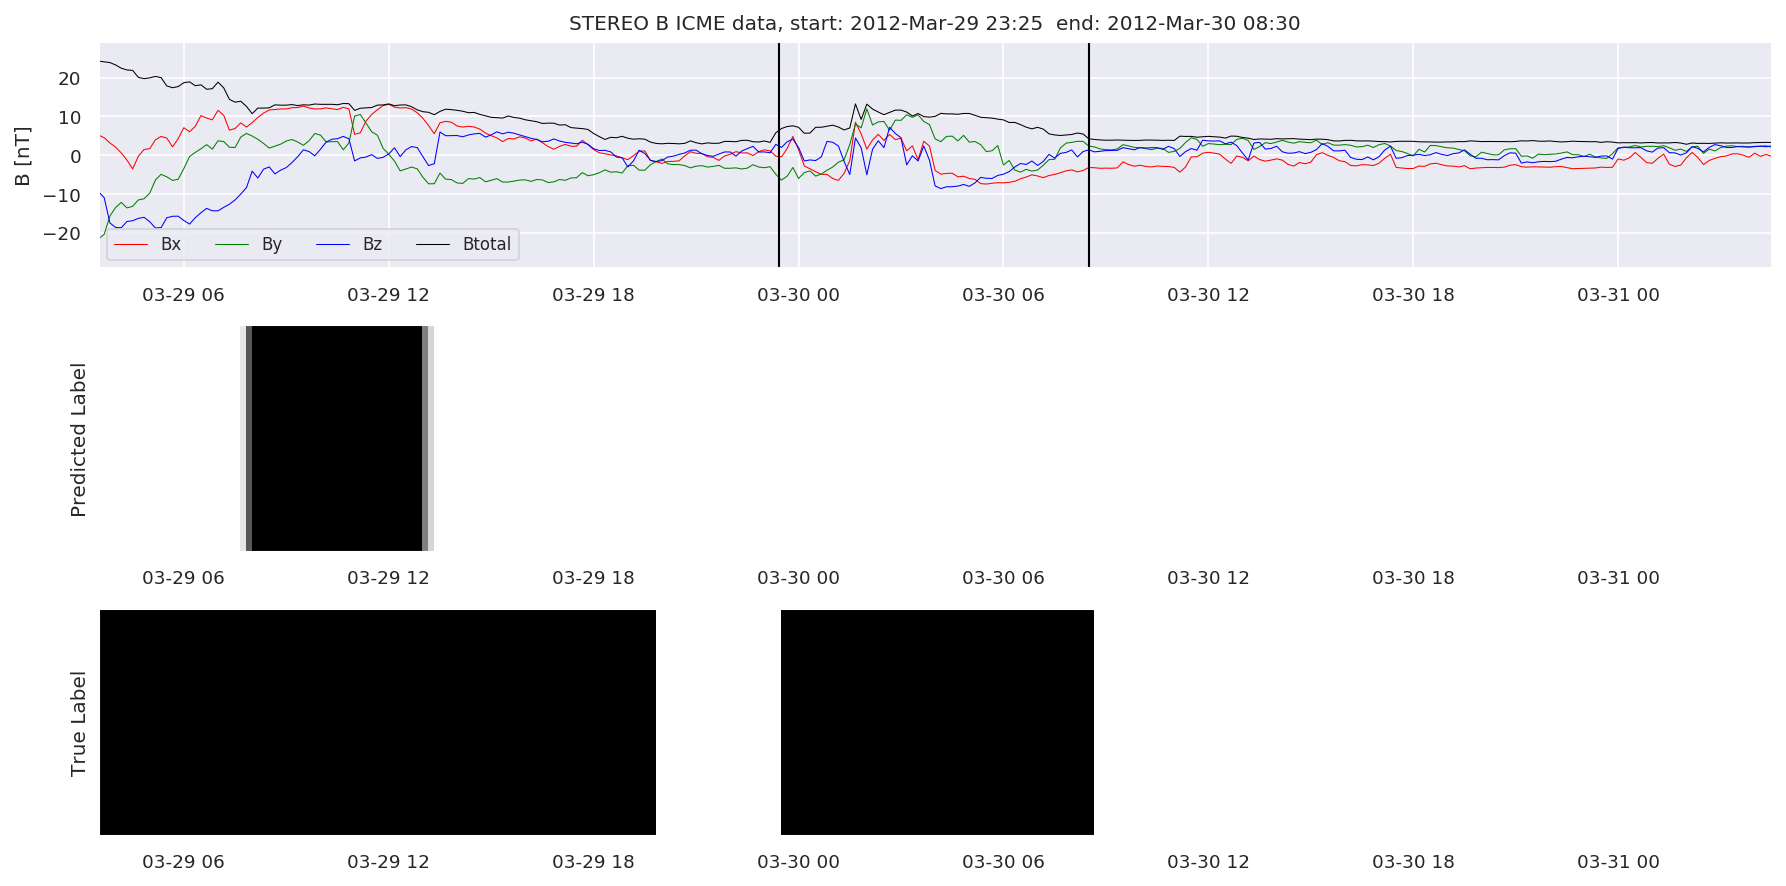 STEREO B ICME data, start: 2012-Mar-29 23:25  end: 2012-Mar-30 08:30
B [nT]
20
10
0
−10
−20
Bx By Bz Btotal
03-29 06 03-29 12 03-29 18 03-30 00 03-30 06 03-30 12 03-30 18 03-31 00
Predicted Label
03-29 06 03-29 12 03-29 18 03-30 00 03-30 06 03-30 12 03-30 18 03-31 00
True Label
03-29 06 03-29 12 03-29 18 03-30 00 03-30 06 03-30 12 03-30 18 03-31 00